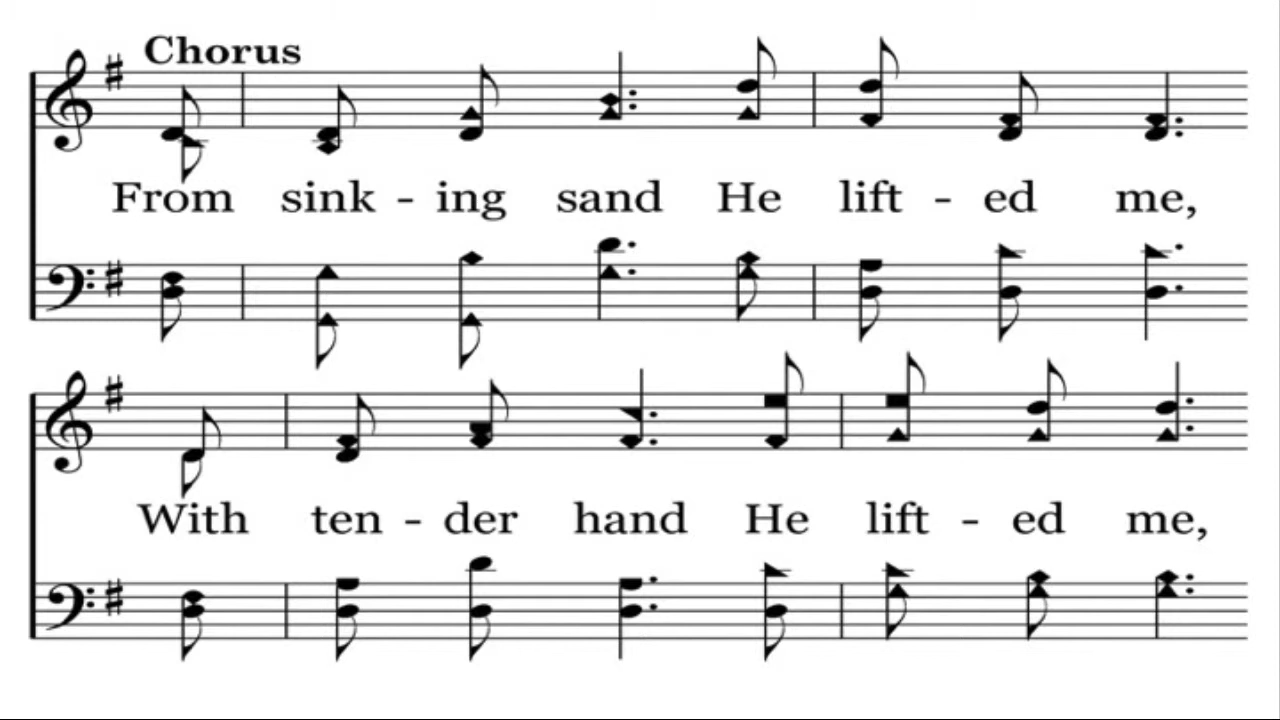 Chorus
From sink - ing sand He lift - ed me,
With ten - der hand He lift - ed me,